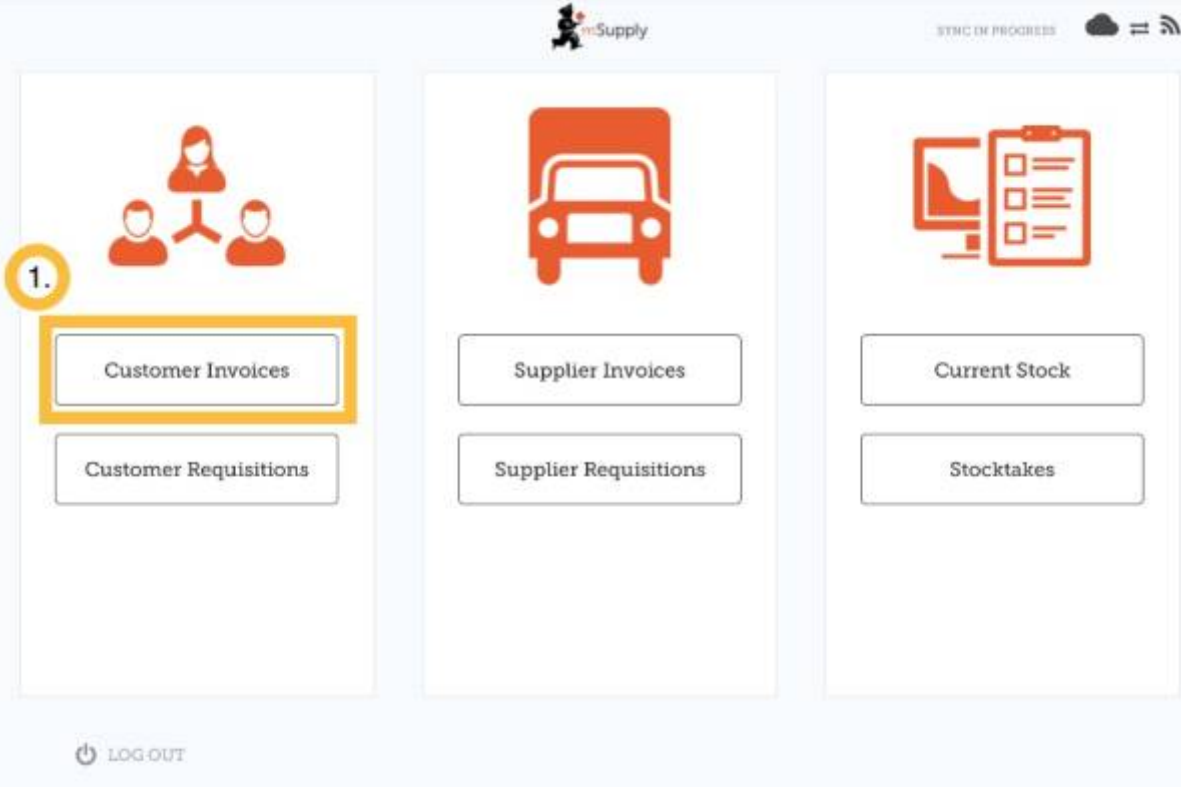 mSupply
SYNC IN PROGRESS
1.
Customer Invoices
Customer Requisitions
Supplier Invoices
Supplier Requisitions
Current Stock
Stocktakes
LOG OUT